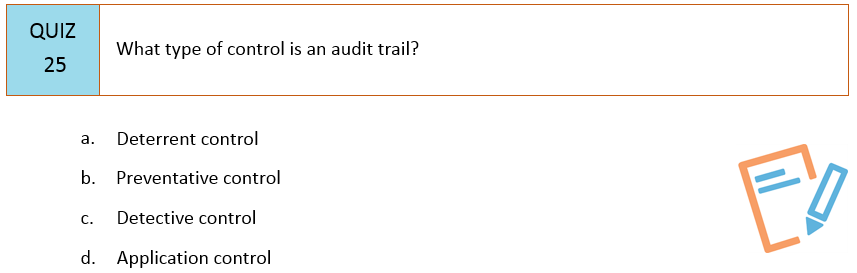 QUIZ
25
What type of control is an audit trail?
a. Deterrent control
b. Preventative control
c. Detective control
d. Application control